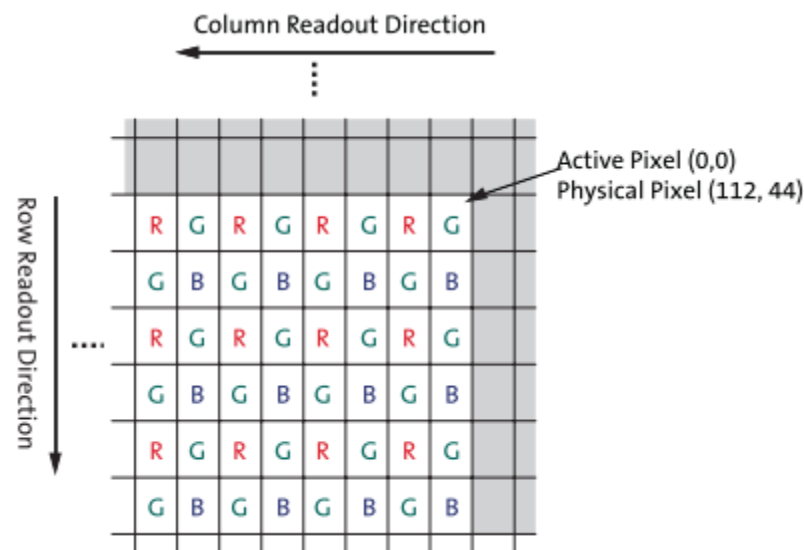 Column Readout Direction
Active Pixel (0,0)
Physical Pixel (112, 44)
Row Readout Direction
R G R G R G R G
G B G B G B G B
R G R G R G R G
G B G B G B G B
R G R G R G R G
G B G B G B G B